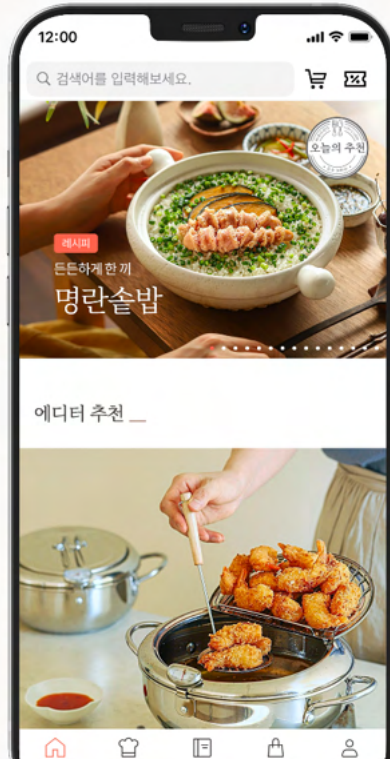 12:00
검색어를 입력해보세요.
오늘의 추천
레시피
든든하게 한 끼
명란솥밥
에디터 추천